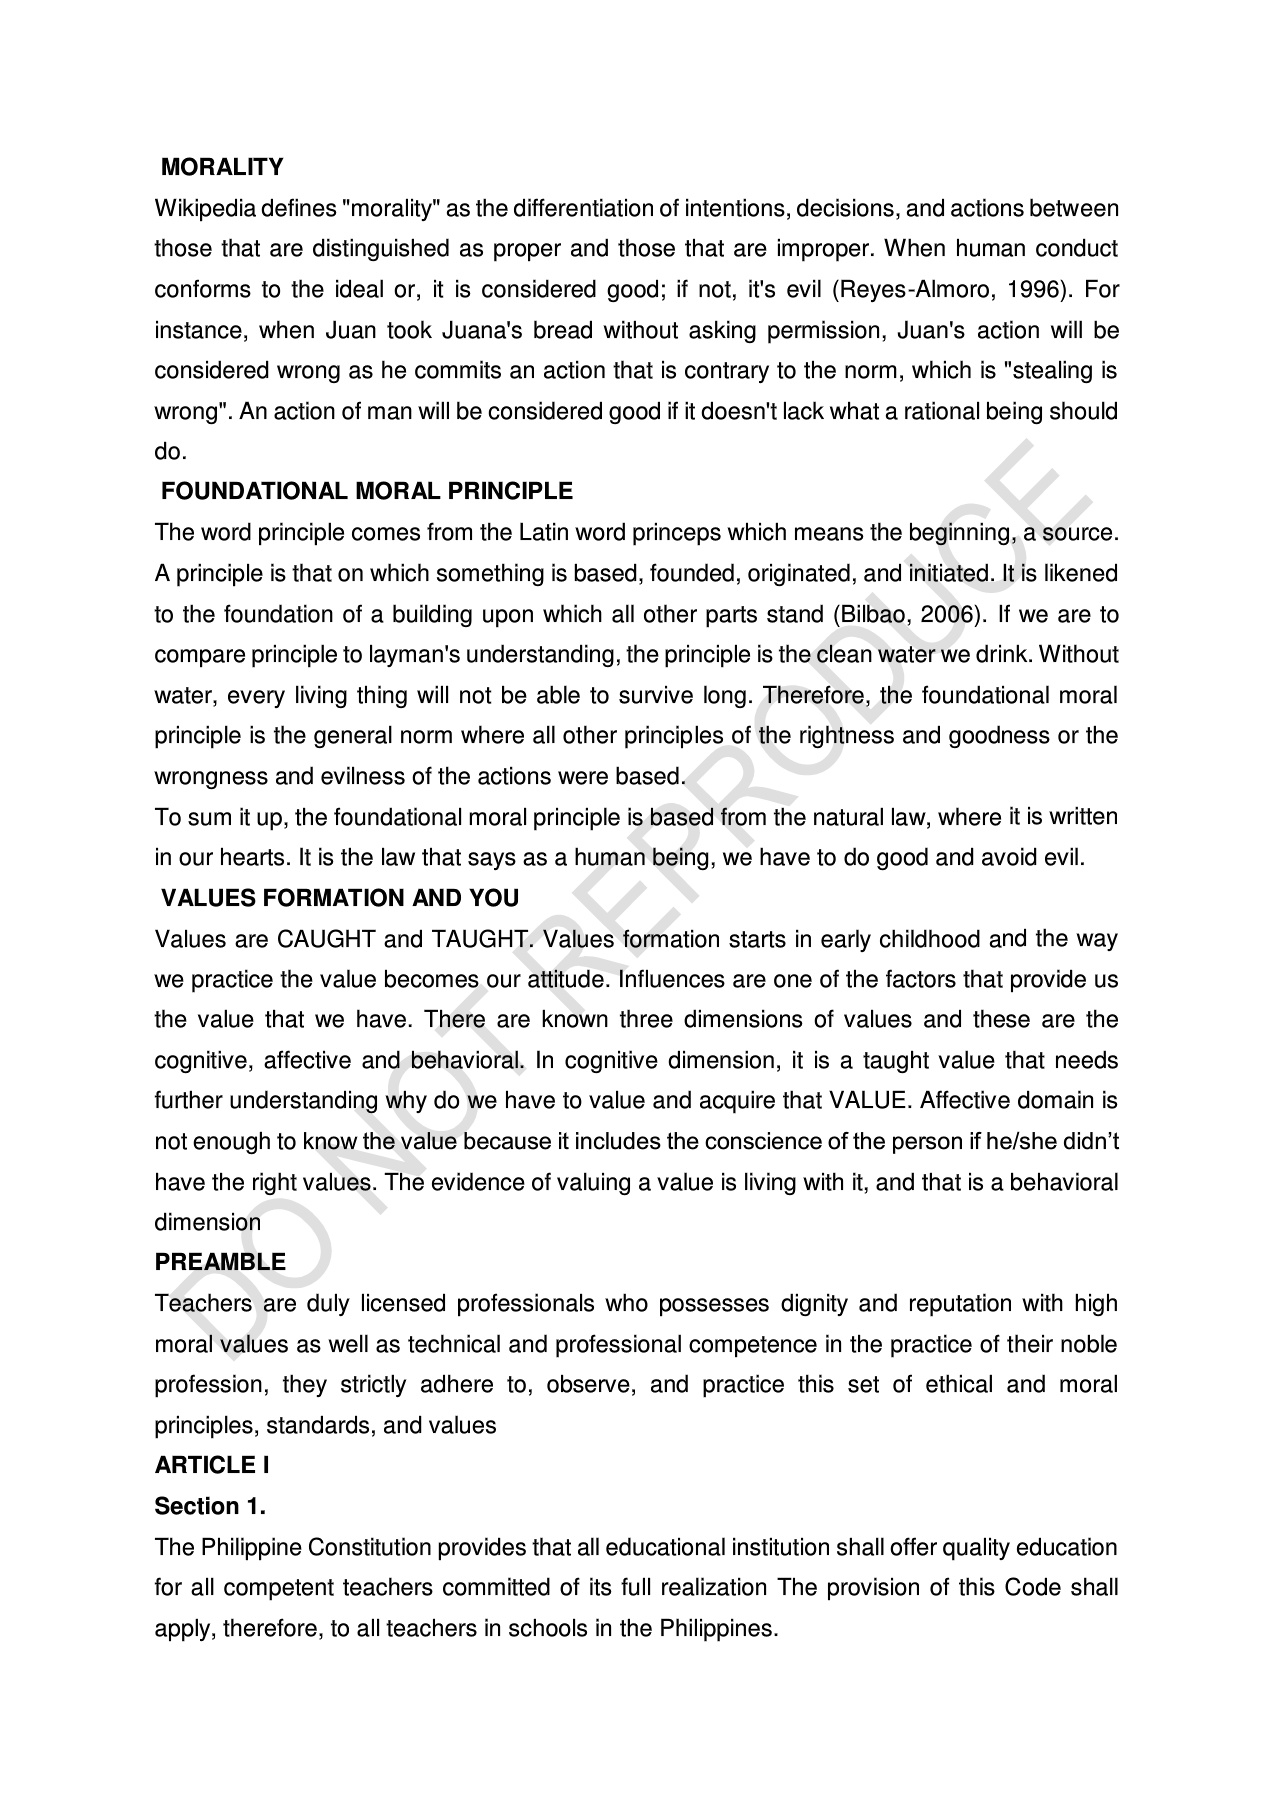 MORALITY
Wikipedia defines "morality" as the differentiation of intentions, decisions, and actions between
those that are distinguished as proper and those that are improper. When human conduct
conforms to the ideal or, it is considered good; if not, it's evil (Reyes-Almoro, 1996). For
instance, when Juan took Juana's bread without asking permission, Juan's action will be
considered wrong as he commits an action that is contrary to the norm, which is "stealing is
wrong". An action of man will be considered good if it doesn't lack what a rational being should
do.
FOUNDATIONAL MORAL PRINCIPLE
The word principle comes from the Latin word princeps which means the beginning, a source.
A principle is that on which something is based, founded, originated, and initiated. It is likened
to the foundation of a building upon which all other parts stand (Bilbao, 2006). If we are to
compare principle to layman's understanding, the principle is the clean water we drink. Without
water, every living thing will not be able to survive long. Therefore, the foundational moral
principle is the general norm where all other principles of the rightness and goodness or the
wrongness and evilness of the actions were based.
To sum it up, the foundational moral principle is based from the natural law, where it is written
in our hearts. It is the law that says as a human being, we have to do good and avoid evil.
VALUES FORMATION AND YOU
Values are CAUGHT and TAUGHT. Values formation starts in early childhood and the way
we practice the value becomes our attitude. Influences are one of the factors that provide us
the value that we have. There are known three dimensions of values and these are the
cognitive, affective and behavioral. In cognitive dimension, it is a taught value that needs
further understanding why do we have to value and acquire that VALUE. Affective domain is
not enough to know the value because it includes the conscience of the person if he/she didn’t
have the right values. The evidence of valuing a value is living with it, and that is a behavioral
dimension
PREAMBLE
Teachers are duly licensed professionals who possesses dignity and reputation with high
moral values as well as technical and professional competence in the practice of their noble
profession, they strictly adhere to, observe, and practice this set of ethical and moral
principles, standards, and values
ARTICLE I
Section 1.
The Philippine Constitution provides that all educational institution shall offer quality education
for all competent teachers committed of its full realization The provision of this Code shall
apply, therefore, to all teachers in schools in the Philippines.
DO NOT REPRODUCE